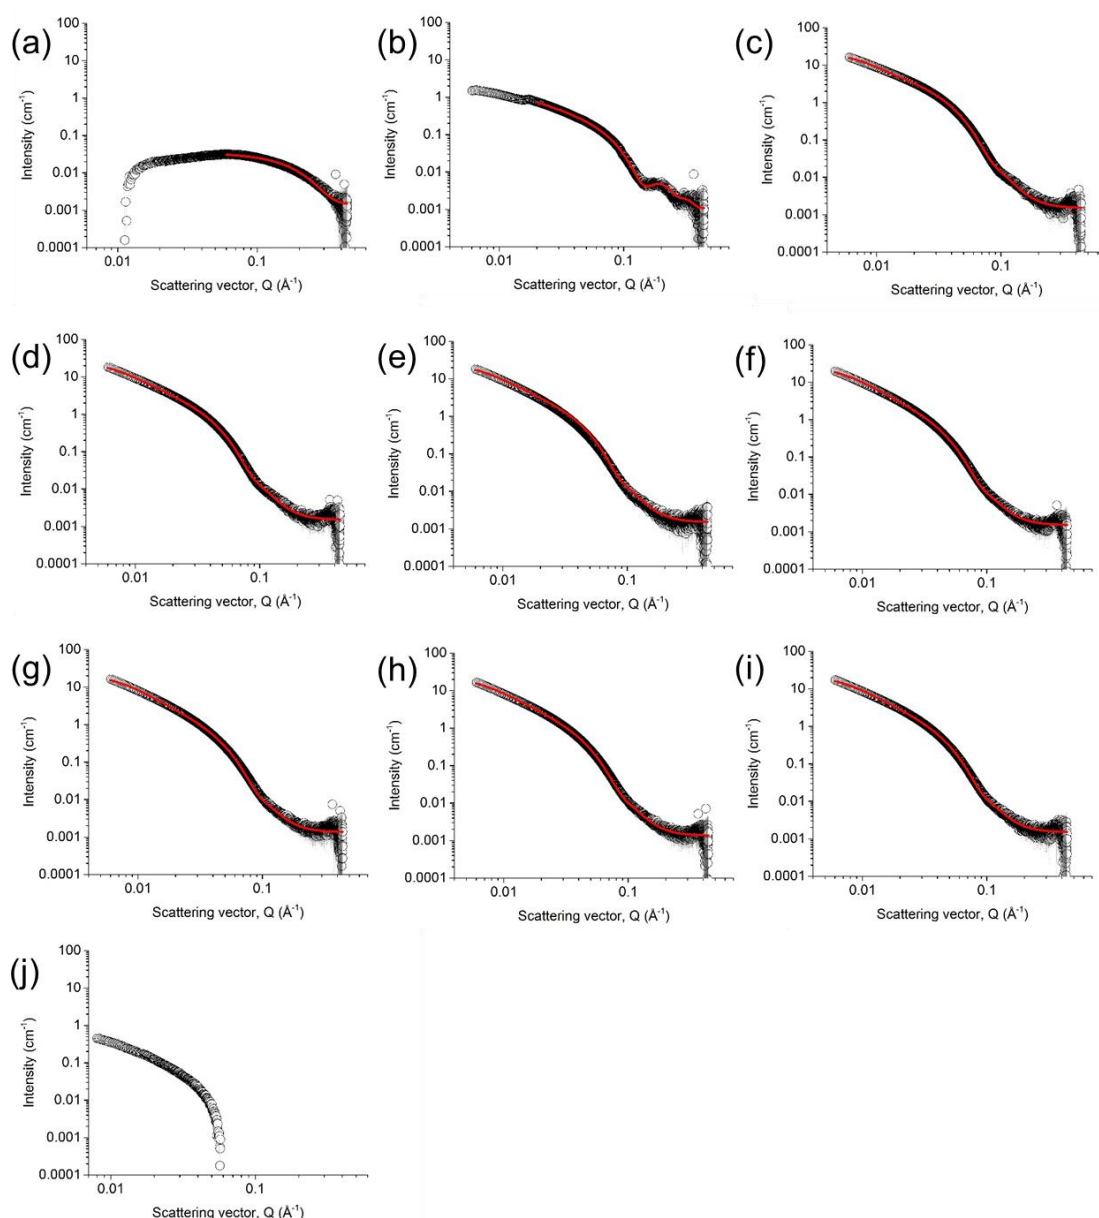 (a)
100
10
1
0.1
0.01
0.001
0.0001
Intensity (cm-1)
0.01 0.1
Scattering vector, Q (Å-1)
(b)
100
10
1
0.1
0.01
0.001
0.0001
Intensity (cm-1)
0.01 0.1
Scattering vector, Q (Å-1)
(c)
100
10
1
0.1
0.01
0.001
0.0001
Intensity (cm-1)
0.01 0.1
Scattering vector, Q (Å-1)
(d)
100
10
1
0.1
0.01
0.001
0.0001
Intensity (cm-1)
0.01 0.1
Scattering vector, Q (Å-1)
(e)
100
10
1
0.1
0.01
0.001
0.0001
Intensity (cm-1)
0.01 0.1
Scattering vector, Q (Å-1)
(f)
100
10
1
0.1
0.01
0.001
0.0001
Intensity (cm-1)
0.01 0.1
Scattering vector, Q (Å-1)
(g)
100
10
1
0.1
0.01
0.001
0.0001
Intensity (cm-1)
0.01 0.1
Scattering vector, Q (Å-1)
(h)
100
10
1
0.1
0.01
0.001
0.0001
Intensity (cm-1)
0.01 0.1
Scattering vector, Q (Å-1)
(i)
100
10
1
0.1
0.01
0.001
0.0001
Intensity (cm-1)
0.01 0.1
Scattering vector, Q (Å-1)
(j)
100
10
1
0.1
0.01
0.001
0.0001
Intensity (cm-1)
0.01 0.1
Scattering vector, Q (Å-1)